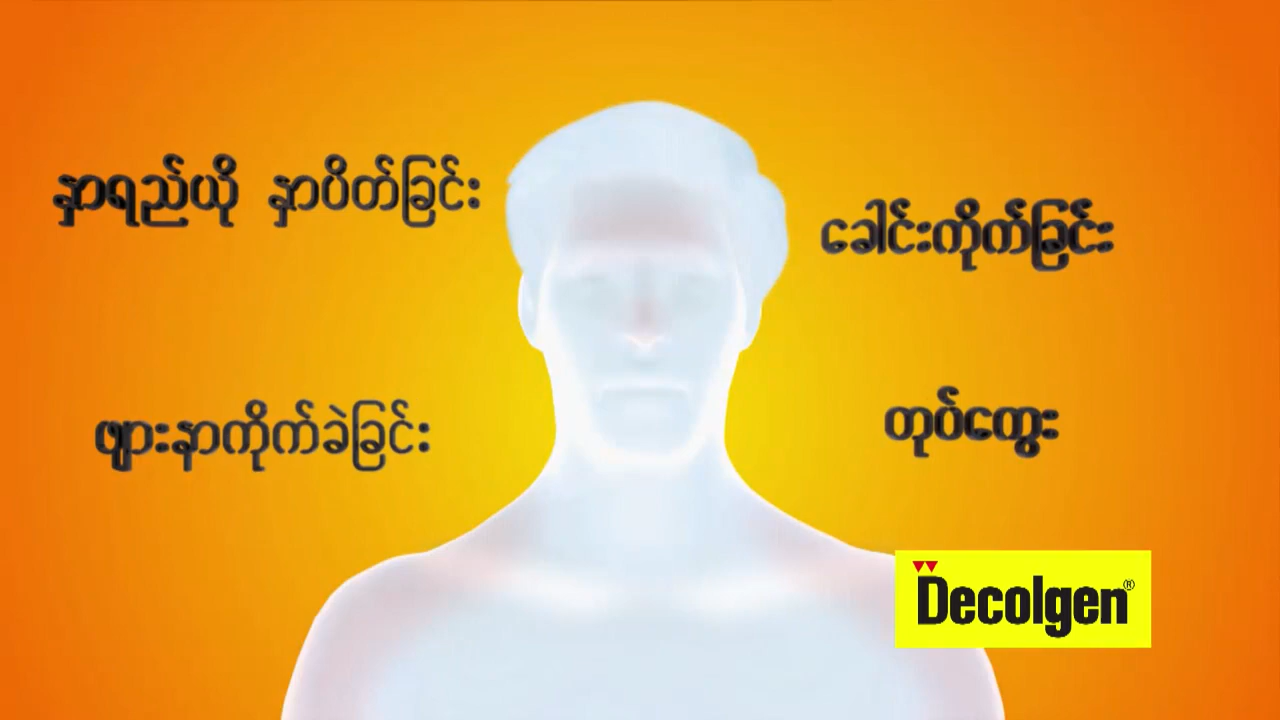 နှာရည်ယို နှာပိတ်ခြင်း
ခေါင်းကိုက်ခြင်း
ဖျားနာကိုက်ခဲခြင်း
တုပ်ကွေး
Decolgen®